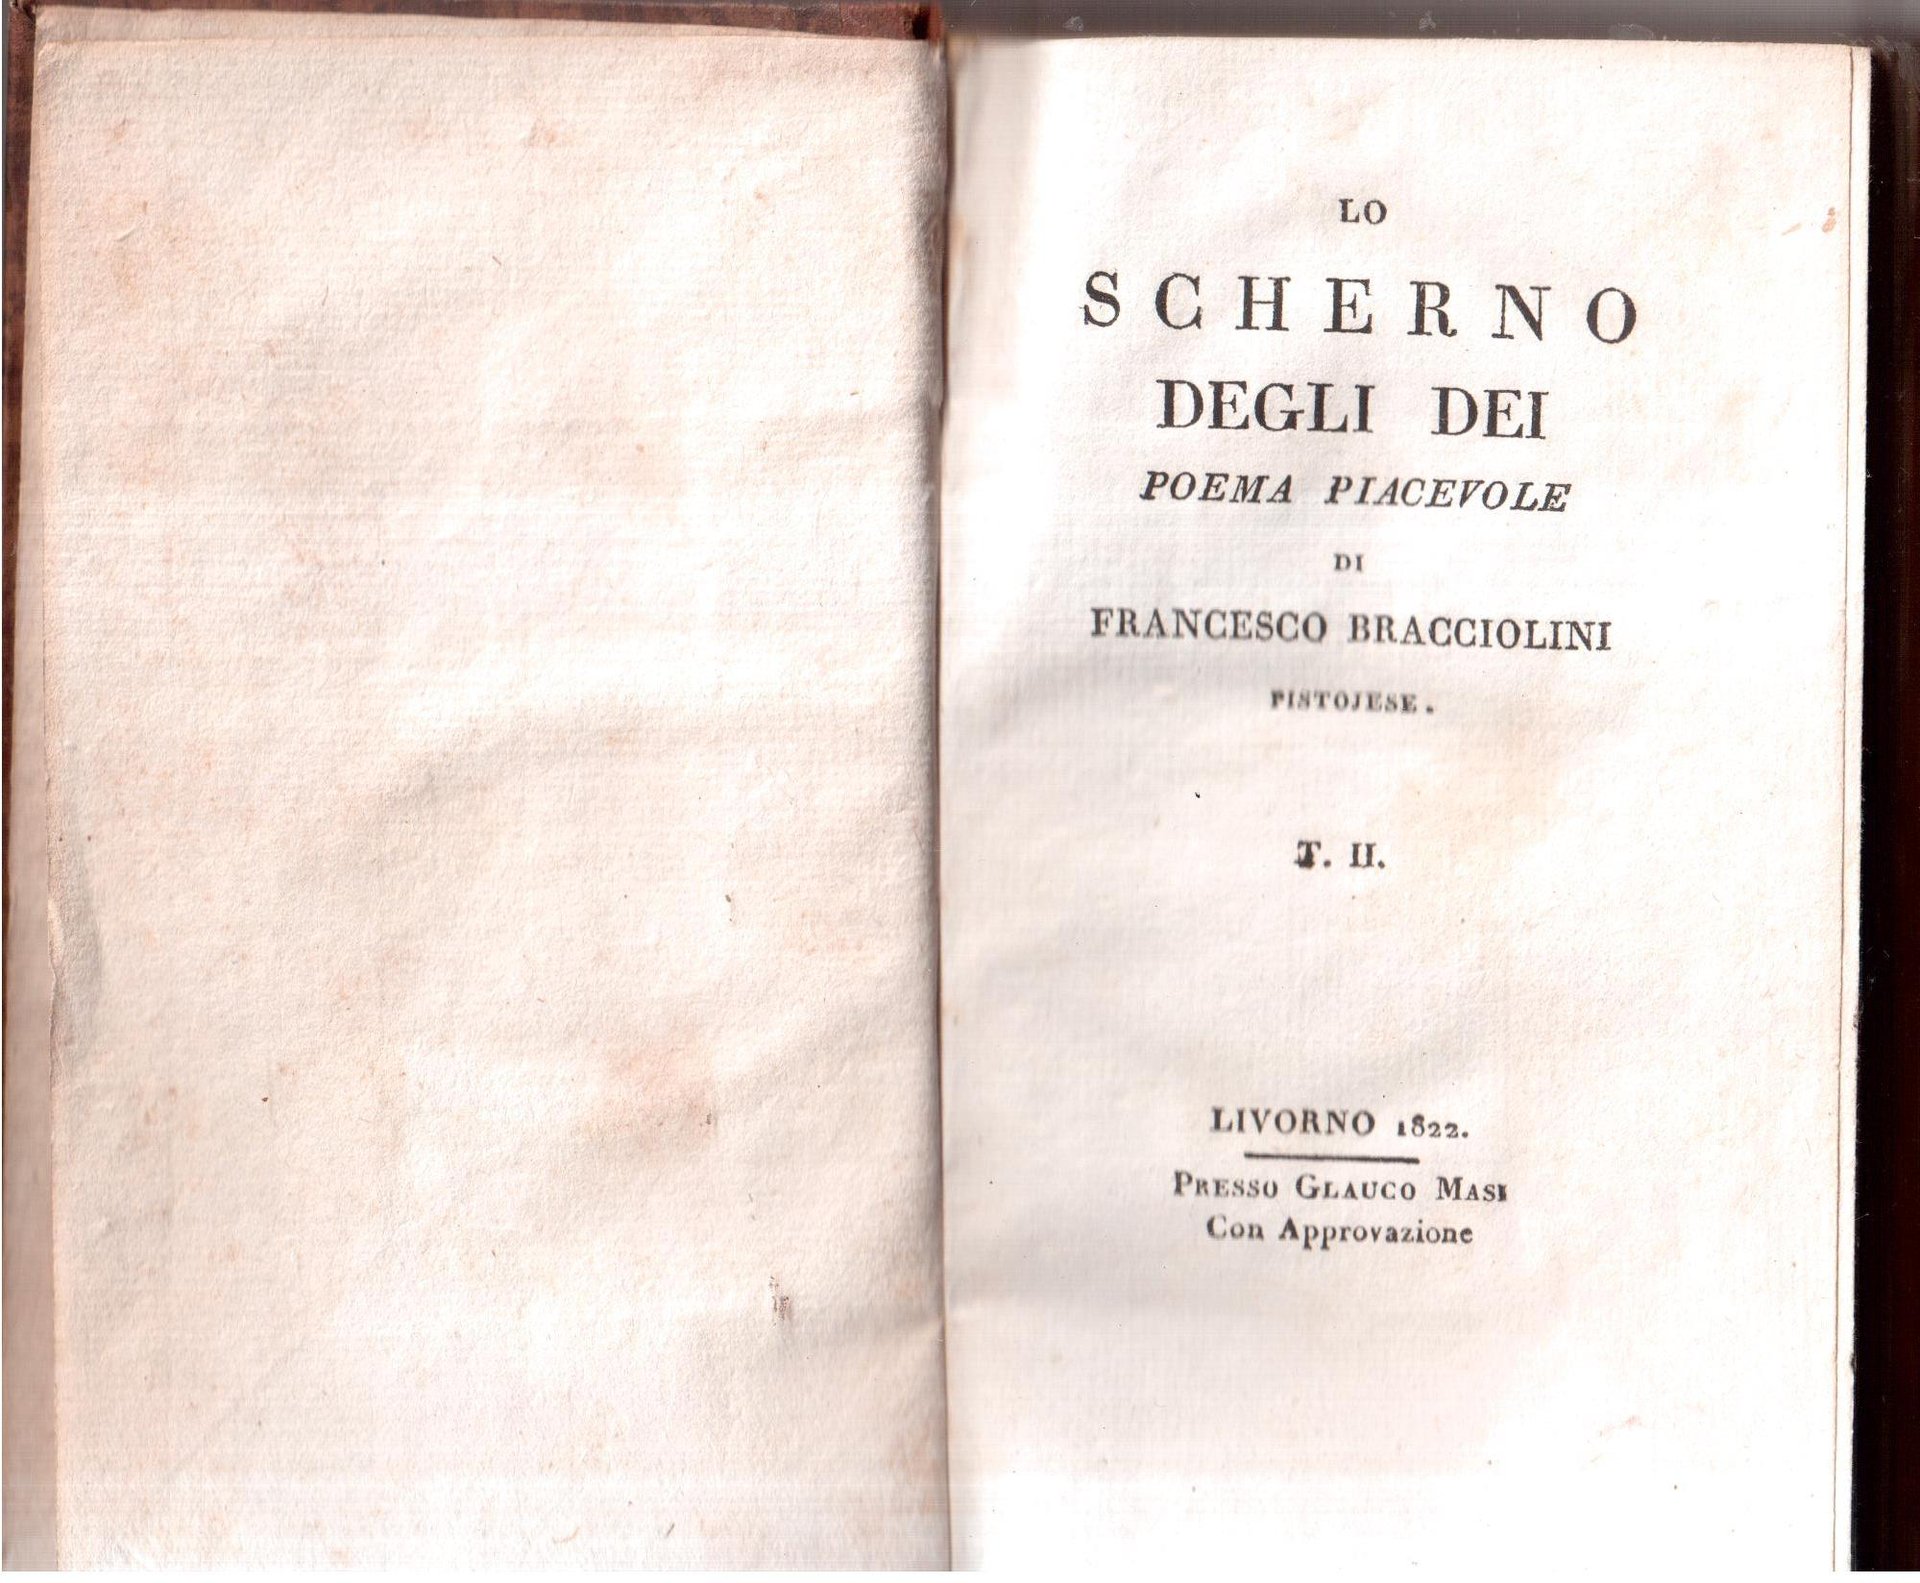 LO
SCHERNO
DEGLI DEI
POEMA PIACEVOLE
DI
FRANCESCO BRACCIOLINI
PISTOJESE.
T. II.
LIVORNO 1822.
PRESSO GLAUCO MASI
Con Approvazione